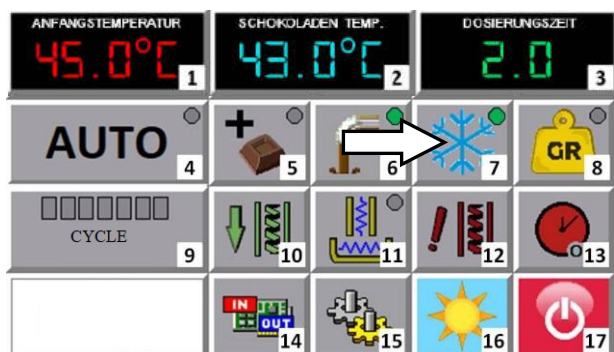 ANFANGSTEMPERATUR SCHOKOLADEN TEMP. DOSIERUNGSZEIT
45.0°C 1 43.0°C 2 2.0 3
AUTO 4 5 6 7 GR 8
CYCLE 9 10 11 ! 12 13
IN OUT 14 15 16 17